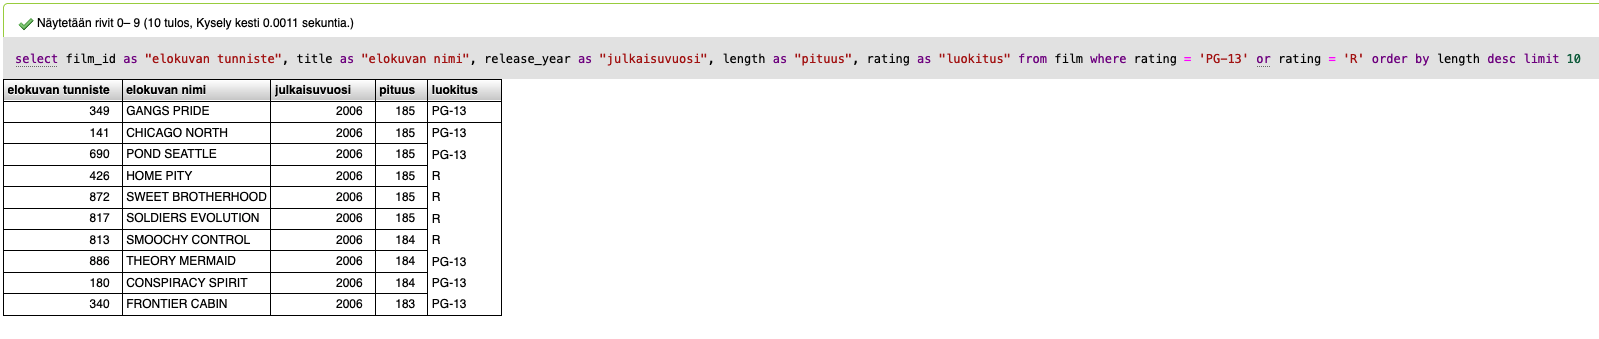 Näytetään rivit 0– 9 (10 tulos, Kysely kesti 0.0011 sekuntia.)
select film_id as "elokuvan tunniste", title as "elokuvan nimi", release_year as "julkaisuvuosi", length as "pituus", rating as "luokitus" from film where rating = 'PG-13' or rating = 'R' order by length desc limit 10
elokuvan tunniste elokuvan nimi julkaisuvuosi pituus luokitus
349 GANGS PRIDE 2006 185 PG-13
141 CHICAGO NORTH 2006 185 PG-13
690 POND SEATTLE 2006 185 PG-13
426 HOME PITY 2006 185 R
872 SWEET BROTHERHOOD 2006 185 R
817 SOLDIERS EVOLUTION 2006 185 R
813 SMOOCHY CONTROL 2006 184 R
886 THEORY MERMAID 2006 184 PG-13
180 CONSPIRACY SPIRIT 2006 184 PG-13
340 FRONTIER CABIN 2006 183 PG-13